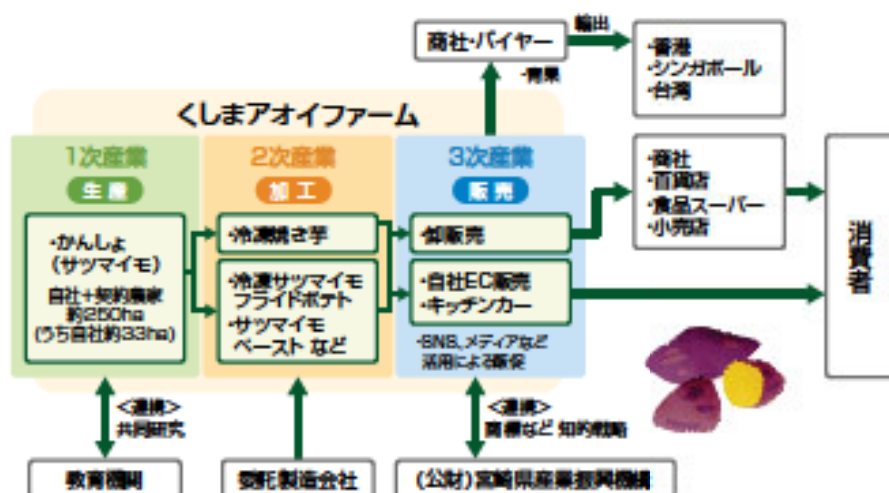 商社・バイヤー
輸出
・香港
・シンガポール
・台湾
・青果
くしまアオイファーム
1次産業
生産
2次産業
加工
3次産業
販売
・商社
・百貨店
・食品スーパー
・小売店
消費者
・かんしょ
(サツマイモ)
自社+契約農家
約250ha
(うち自社約33ha)
・冷凍焼き芋
・冷凍サツマイモ
フライドポテト
・サツマイモ
ペースト など
・卸販売
・自社EC販売
・キッチンカー
・SNS、メディアなど
活用による販促
<連携>
共同研究
<連携>
商標など 知的戦略
教育機関
委託製造会社
(公財)宮崎県産業振興機構